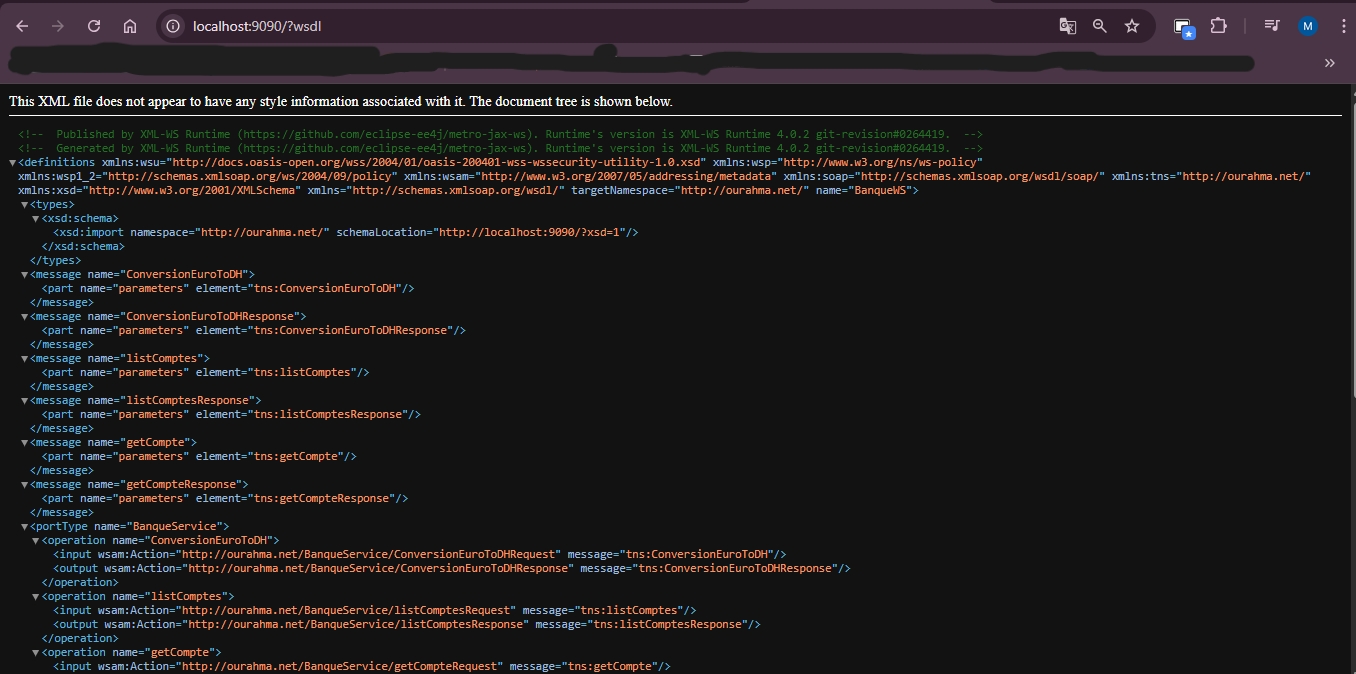 localhost:9090/?wsdl
M
This XML file does not appear to have any style information associated with it. The document tree is shown below.
<!-- Published by XML-WS Runtime (https://github.com/eclipse-ee4j/metro-jax-ws). Runtime's version is XML-WS Runtime 4.0.2 git-revision#0264419. -->
<!-- Generated by XML-WS Runtime (https://github.com/eclipse-ee4j/metro-jax-ws). Runtime's version is XML-WS Runtime 4.0.2 git-revision#0264419. -->
▼<definitions xmlns:wsu="http://docs.oasis-open.org/wss/2004/01/oasis-200401-wss-wssecurity-utility-1.0.xsd" xmlns:wsp="http://www.w3.org/ns/ws-policy"
xmlns:wsp1_2="http://schemas.xmlsoap.org/ws/2004/09/policy" xmlns:wsam="http://www.w3.org/2007/05/addressing/metadata" xmlns:soap="http://schemas.xmlsoap.org/wsdl/soap/" xmlns:tns="http://ourahma.net/"
xmlns:xsd="http://www.w3.org/2001/XMLSchema" xmlns="http://schemas.xmlsoap.org/wsdl/" targetNamespace="http://ourahma.net/" name="BanqueWS">
▼<types>
▼<xsd:schema>
<xsd:import namespace="http://ourahma.net/" schemaLocation="http://localhost:9090/?xsd=1"/>
</xsd:schema>
</types>
▼<message name="ConversionEuroToDH">
<part name="parameters" element="tns:ConversionEuroToDH"/>
</message>
▼<message name="ConversionEuroToDHResponse">
<part name="parameters" element="tns:ConversionEuroToDHResponse"/>
</message>
▼<message name="listComptes">
<part name="parameters" element="tns:listComptes"/>
</message>
▼<message name="listComptesResponse">
<part name="parameters" element="tns:listComptesResponse"/>
</message>
▼<message name="getCompte">
<part name="parameters" element="tns:getCompte"/>
</message>
▼<message name="getCompteResponse">
<part name="parameters" element="tns:getCompteResponse"/>
</message>
▼<portType name="BanqueService">
▼<operation name="ConversionEuroToDH">
<input wsam:Action="http://ourahma.net/BanqueService/ConversionEuroToDHRequest" message="tns:ConversionEuroToDH"/>
<output wsam:Action="http://ourahma.net/BanqueService/ConversionEuroToDHResponse" message="tns:ConversionEuroToDHResponse"/>
</operation>
▼<operation name="listComptes">
<input wsam:Action="http://ourahma.net/BanqueService/listComptesRequest" message="tns:listComptes"/>
<output wsam:Action="http://ourahma.net/BanqueService/listComptesResponse" message="tns:listComptesResponse"/>
</operation>
▼<operation name="getCompte">
<input wsam:Action="http://ourahma.net/BanqueService/getCompteRequest" message="tns:getCompte"/>